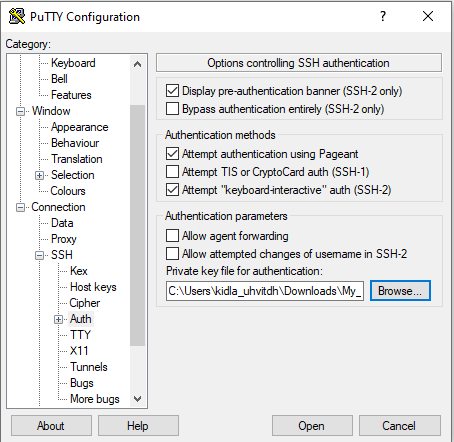 PuTTY Configuration
?
Category:
Keyboard
Bell
Features
Window
Appearance
Behaviour
Translation
Selection
Colours
Connection
Data
Proxy
SSH
Kex
Host keys
Cipher
Auth
TTY
X11
Tunnels
Bugs
More bugs
Options controlling SSH authentication
Display pre-authentication banner (SSH-2 only)
Bypass authentication entirely (SSH-2 only)
Authentication methods
Attempt authentication using Pageant
Attempt TIS or CryptoCard auth (SSH-1)
Attempt "keyboard-interactive" auth (SSH-2)
Authentication parameters
Allow agent forwarding
Allow attempted changes of username in SSH-2
Private key file for authentication:
C:\Users\kidla_uhvitdh\Downloads\My_
Browse...
About
Help
Open
Cancel